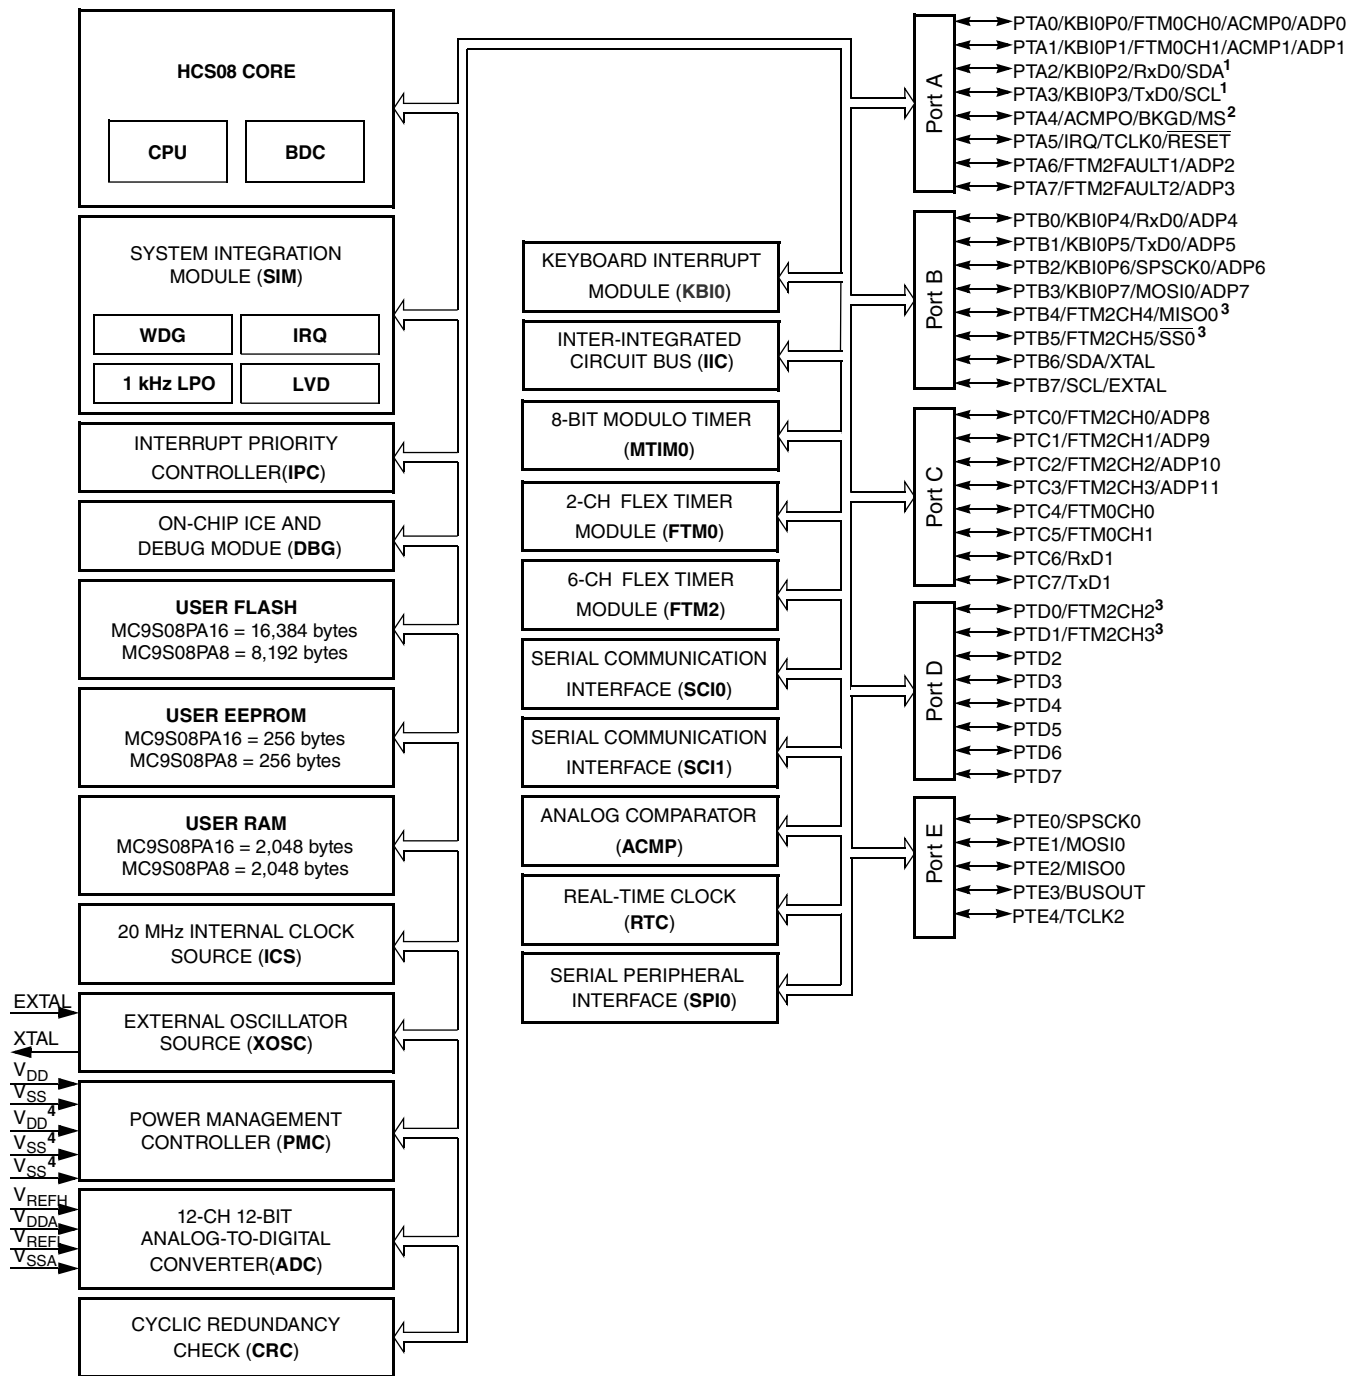 HCS08 CORE
CPU
BDC
SYSTEM INTEGRATION
MODULE (SIM)
WDG
IRQ
1 kHz LPO
LVD
INTERRUPT PRIORITY
CONTROLLER(IPC)
ON-CHIP ICE AND
DEBUG MODUE (DBG)
USER FLASH
MC9S08PA16 = 16,384 bytes
MC9S08PA8 = 8,192 bytes
USER EEPROM
MC9S08PA16 = 256 bytes
MC9S08PA8 = 256 bytes
USER RAM
MC9S08PA16 = 2,048 bytes
MC9S08PA8 = 2,048 bytes
20 MHz INTERNAL CLOCK
SOURCE (ICS)
EXTAL
XTAL
EXTERNAL OSCILLATOR
SOURCE (XOSC)
VDD
VSS
VDD4
VSS4
VSS4
POWER MANAGEMENT
CONTROLLER (PMC)
VREFH
VDDA
VREFL
VSSA
12-CH 12-BIT
ANALOG-TO-DIGITAL
CONVERTER(ADC)
CYCLIC REDUNDANCY
CHECK (CRC)
KEYBOARD INTERRUPT
MODULE (KBI0)
INTER-INTEGRATED
CIRCUIT BUS (IIC)
8-BIT MODULO TIMER
(MTIM0)
2-CH FLEX TIMER
MODULE (FTM0)
6-CH FLEX TIMER
MODULE (FTM2)
SERIAL COMMUNICATION
INTERFACE (SCI0)
SERIAL COMMUNICATION
INTERFACE (SCI1)
ANALOG COMPARATOR
(ACMP)
REAL-TIME CLOCK
(RTC)
SERIAL PERIPHERAL
INTERFACE (SPI0)
Port A
PTA0/KBI0P0/FTM0CH0/ACMP0/ADP0
PTA1/KBI0P1/FTM0CH1/ACMP1/ADP1
PTA2/KBI0P2/RxD0/SDA1
PTA3/KBI0P3/TxD0/SCL1
PTA4/ACMPO/BKGD/MS2
PTA5/IRQ/TCLK0/RESET
PTA6/FTM2FAULT1/ADP2
PTA7/FTM2FAULT2/ADP3
Port B
PTB0/KBI0P4/RxD0/ADP4
PTB1/KBI0P5/TxD0/ADP5
PTB2/KBI0P6/SPSCK0/ADP6
PTB3/KBI0P7/MOSI0/ADP7
PTB4/FTM2CH4/MISO0 3
PTB5/FTM2CH5/SS0 3
PTB6/SDA/XTAL
PTB7/SCL/EXTAL
Port C
PTC0/FTM2CH0/ADP8
PTC1/FTM2CH1/ADP9
PTC2/FTM2CH2/ADP10
PTC3/FTM2CH3/ADP11
PTC4/FTM0CH0
PTC5/FTM0CH1
PTC6/RxD1
PTC7/TxD1
Port D
PTD0/FTM2CH2 3
PTD1/FTM2CH3 3
PTD2
PTD3
PTD4
PTD5
PTD6
PTD7
Port E
PTE0/SPSCK0
PTE1/MOSI0
PTE2/MISO0
PTE3/BUSOUT
PTE4/TCLK2